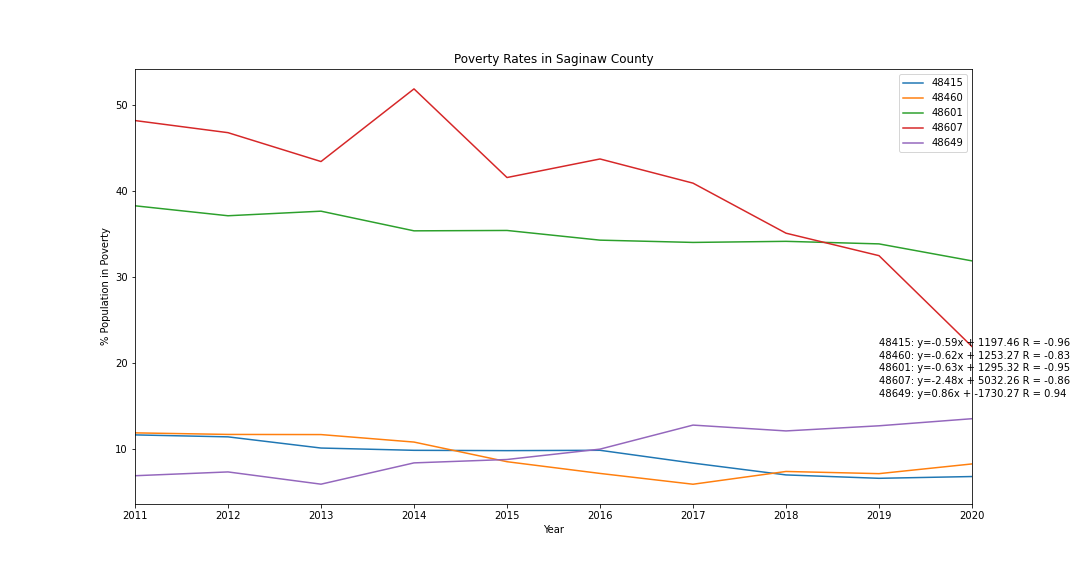 Poverty Rates in Saginaw County
48415
48460
48601
48607
48649
50
40
30
20
10
% Population in Poverty
48415: y=-0.59x + 1197.46 R = -0.96
48460: y=-0.62x + 1253.27 R = -0.83
48601: y=-0.63x + 1295.32 R = -0.95
48607: y=-2.48x + 5032.26 R = -0.86
48649: y=0.86x + -1730.27 R = 0.94
2011 2012 2013 2014 2015 2016 2017 2018 2019 2020
Year